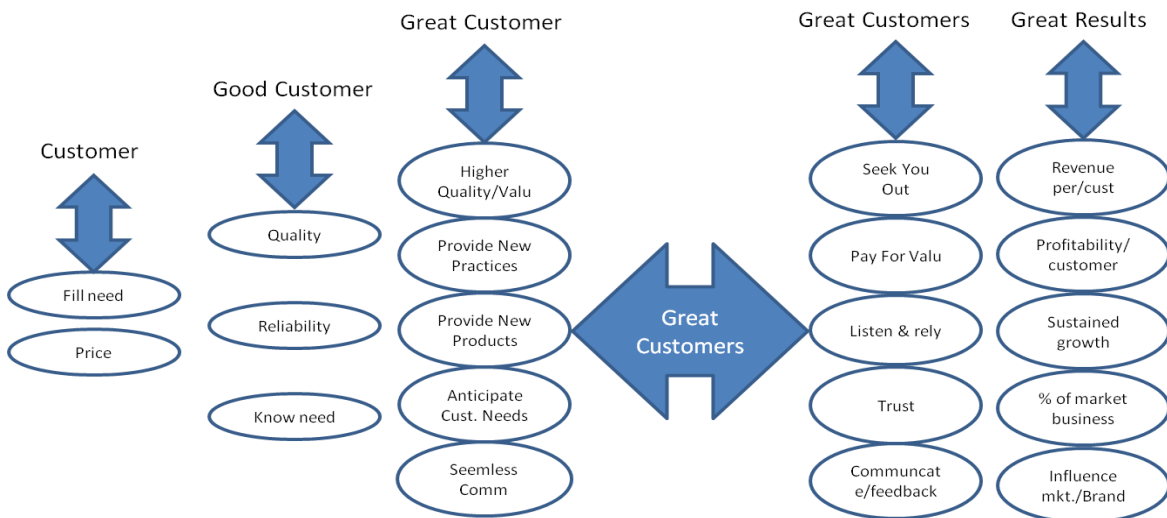 Customer
Fill need
Price
Good Customer
Quality
Reliability
Know need
Great Customer
Higher
Quality/Valu
Provide New
Practices
Provide New
Products
Anticipate
Cust. Needs
Seemless
Comm
Great
Customers
Great Customers
Seek You
Out
Pay For Valu
Listen & rely
Trust
Communcat
e/feedback
Great Results
Revenue
per/cust
Profitability/
customer
Sustained
growth
% of market
business
Influence
mkt./Brand